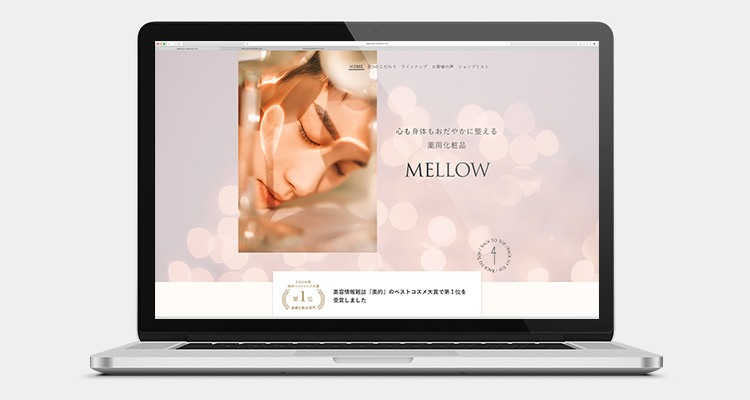 HOME 3つのこだわり ラインナップ お客様の声 ショップリスト
心も身体もおだやかに整える
薬用化粧品
MELLOW
BACK TO TOP / BACK TO TOP / BACK TO TOP /
第1位
美容情報雑誌『美的』のベストコスメ大賞で第1位を
受賞しました